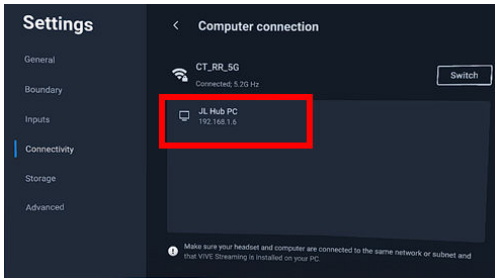 Settings
Computer connection
General
CT_RR_5G
Connected; 5.2G Hz
Switch
Boundary
Inputs
JL Hub PC
192.168.1.6
Connectivity
Storage
Advanced
Make sure your headset and computer are connected to the same network or subnet and
that VIVE Streaming is installed on your PC.